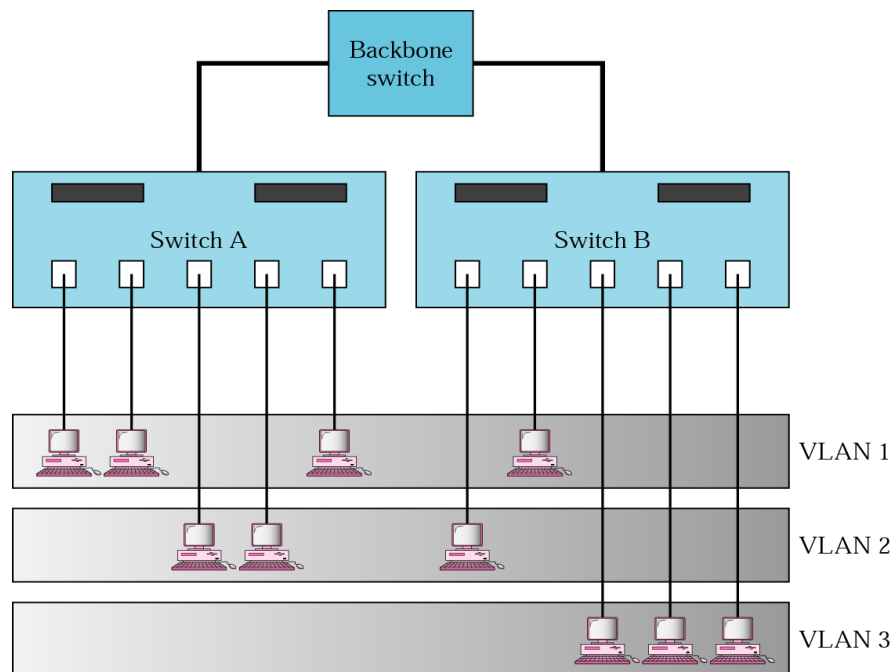 Backbone
switch
Switch A
Switch B
VLAN 1
VLAN 2
VLAN 3